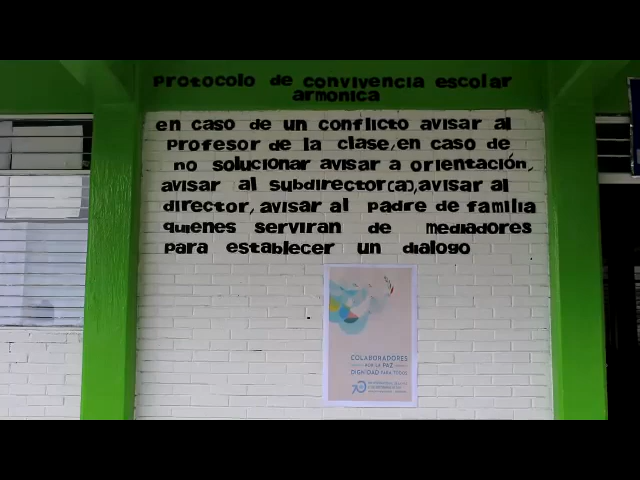 Protocolo de convivencia escolar
armonica
en caso de un conflicto avisar al
Profesor de la clase, en caso de
no solucionar avisar a orientación,
avisar al subdirector(a), avisar al
director, avisar al padre de familia
quienes serviran de mediadores
para establecer un dialogo
COLABORADORES
POR LA PAZ
DIGNIDAD PARA TODOS
70